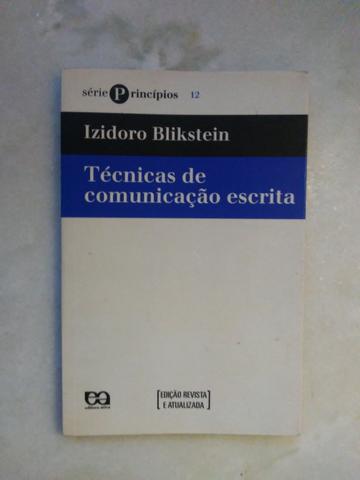 série Princípios 12
Izidoro Blikstein
Técnicas de
comunicação escrita
[EDIÇÃO REVISTA
E ATUALIZADA]
editora ática